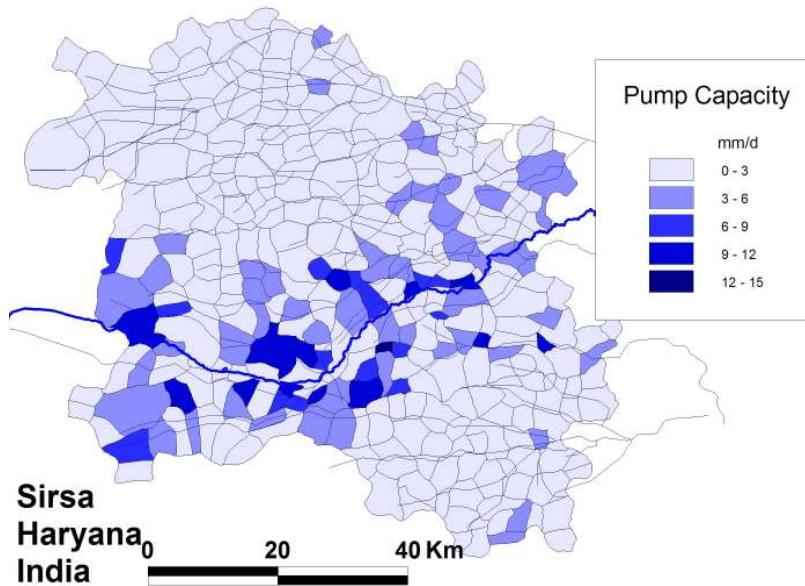 Pump Capacity
mm/d
0 - 3
3 - 6
6 - 9
9 - 12
12 - 15
Sirsa
Haryana
India
0 20 40 Km